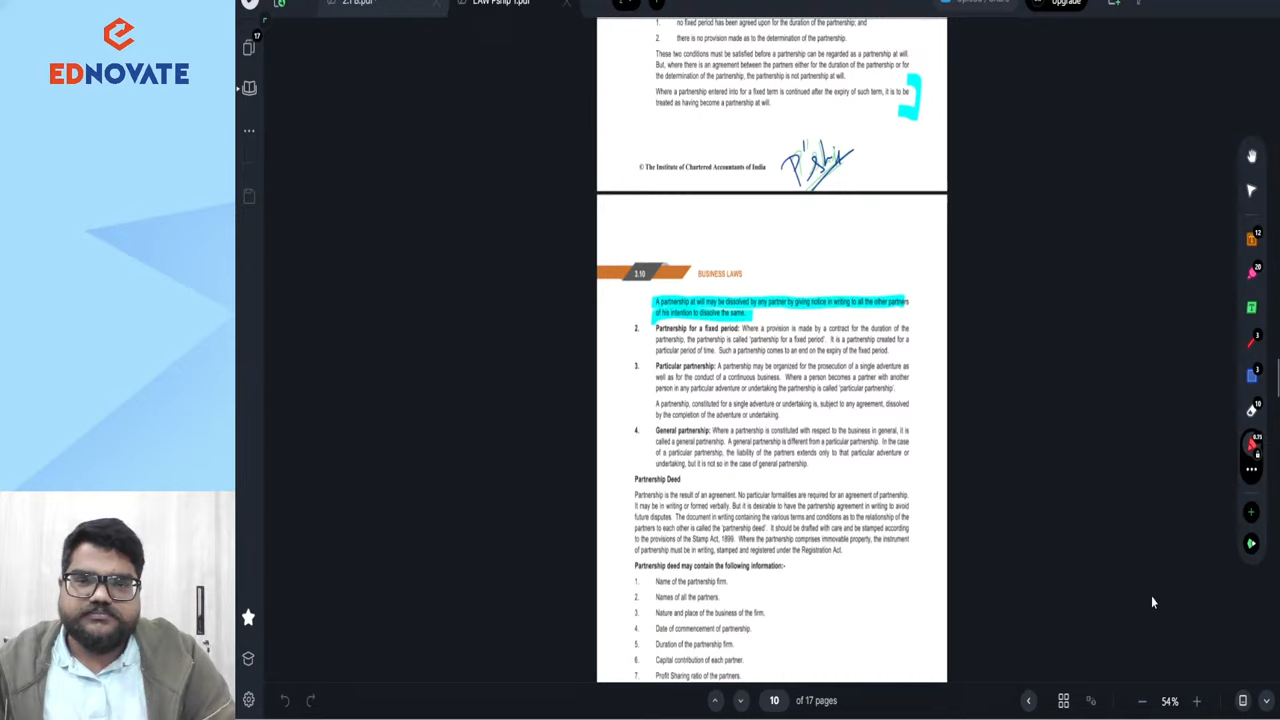 EDNOVATE
17
LAW Pship 1.pdf
Upgrade
1. no fixed period has been agreed upon for the duration of the partnership; and
2. there is no provision made as to the determination of the partnership.
These two conditions must be satisfied before a partnership can be regarded as a partnership at will.
But, where there is an agreement between the partners either for the duration of the partnership or for
the determination of the partnership, the partnership is not partnership at will.
Where a partnership entered into for a fixed term is continued after the expiry of such term, it is to be
treated as having become a partnership at will.
© The Institute of Chartered Accountants of India
P'ship
3.10 BUSINESS LAWS
A partnership at will may be dissolved by any partner by giving notice in writing to all the other partners
of his intention to dissolve the same.
2. Partnership for a fixed period: Where a provision is made by a contract for the duration of the
partnership, the partnership is called 'partnership for a fixed period'. It is a partnership created for a
particular period of time. Such a partnership comes to an end on the expiry of the fixed period.
3. Particular partnership: A partnership may be organized for the prosecution of a single adventure as
well as for the conduct of a continuous business. Where a person becomes a partner with another
person in any particular adventure or undertaking the partnership is called 'particular partnership'.
A partnership, constituted for a single adventure or undertaking is, subject to any agreement, dissolved
by the completion of the adventure or undertaking.
4. General partnership: Where a partnership is constituted with respect to the business in general, it is
called a general partnership. A general partnership is different from a particular partnership. In the case
of a particular partnership, the liability of the partners extends only to that particular adventure or
undertaking, but it is not so in the case of general partnership.
Partnership Deed
Partnership is the result of an agreement. No particular formalities are required for an agreement of partnership.
It may be in writing or formed verbally. But it is desirable to have the partnership agreement in writing to avoid
future disputes. The document in writing containing the various terms and conditions as to the relationship of the
partners to each other is called the 'partnership deed'. It should be drafted with care and be stamped according
to the provisions of the Stamp Act, 1899. Where the partnership comprises immovable property, the instrument
of partnership must be in writing, stamped and registered under the Registration Act.
Partnership deed may contain the following information:-
1. Name of the partnership firm.
2. Names of all the partners.
3. Nature and place of the business of the firm.
4. Date of commencement of partnership.
5. Duration of the partnership firm.
6. Capital contribution of each partner.
7. Profit Sharing ratio of the partners.
12
20
3
3
10
0.75
10 of 17 pages
54%